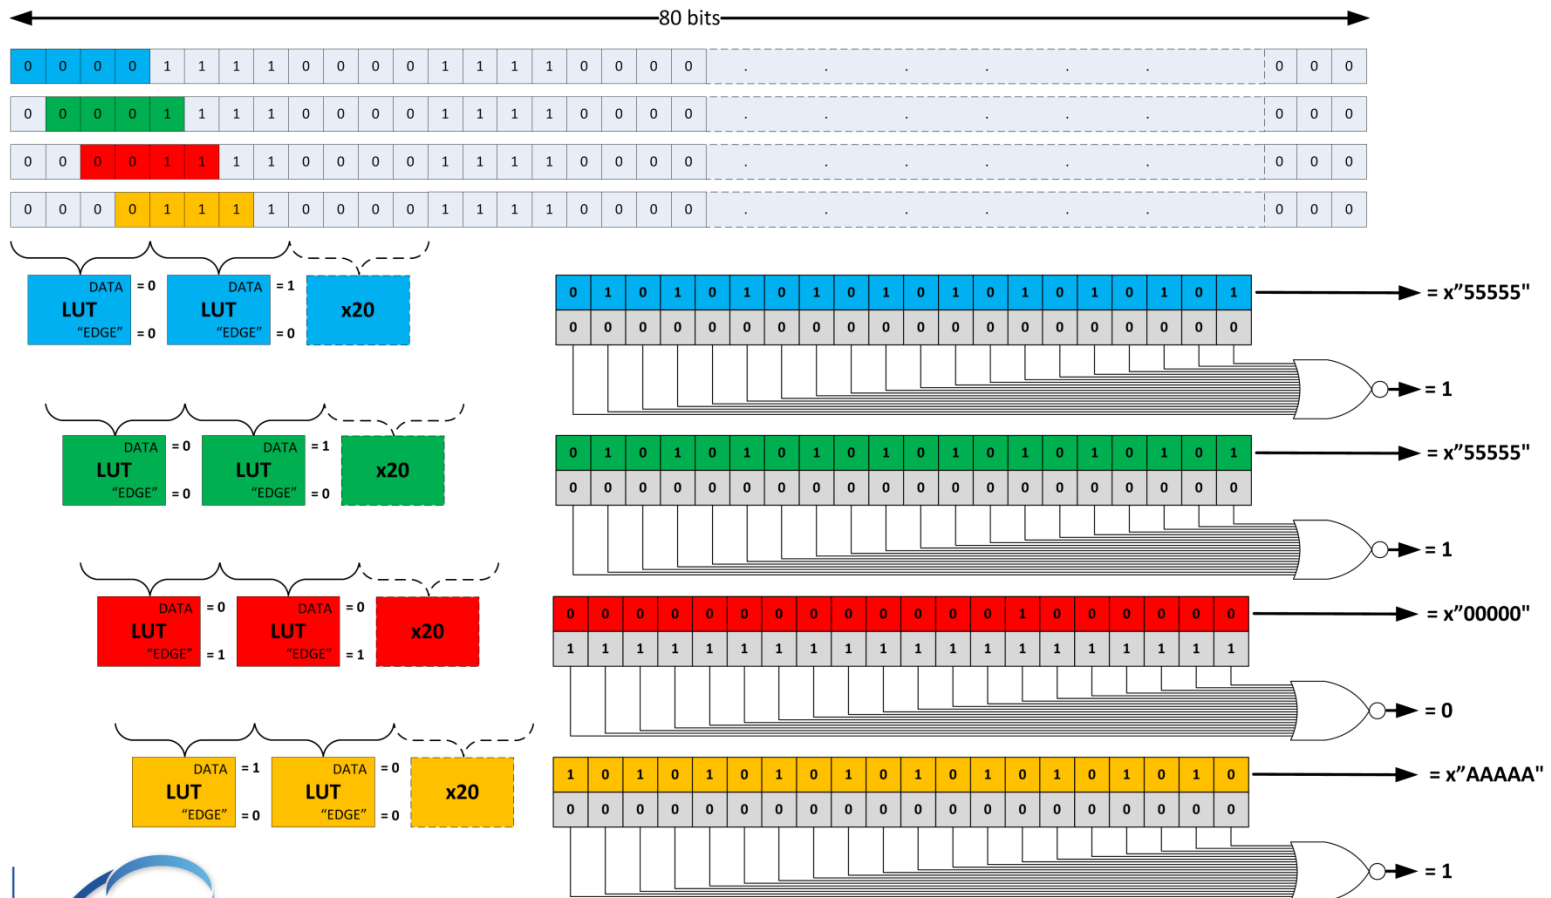 80 bits
0 0 0 0 1 1 1 1 0 0 0 0 1 1 1 1 0 0 0 0 . . . . . . 0 0 0
0 0 0 0 1 1 1 1 0 0 0 0 1 1 1 1 0 0 0 0 . . . . . . 0 0 0
0 0 0 0 1 1 1 1 0 0 0 0 1 1 1 1 0 0 0 0 . . . . . . 0 0 0
0 0 0 0 1 1 1 1 0 0 0 0 1 1 1 1 0 0 0 0 . . . . . . 0 0 0
DATA = 0 DATA = 1
LUT LUT x20
"EDGE" = 0 "EDGE" = 0
0 1 0 1 0 1 0 1 0 1 0 1 0 1 0 1 0 1 0 1 = x”55555"
0 0 0 0 0 0 0 0 0 0 0 0 0 0 0 0 0 0 0 0
= 1
DATA = 0 DATA = 1
LUT LUT x20
"EDGE" = 0 "EDGE" = 0
0 1 0 1 0 1 0 1 0 1 0 1 0 1 0 1 0 1 0 1 = x”55555"
0 0 0 0 0 0 0 0 0 0 0 0 0 0 0 0 0 0 0 0
= 1
DATA = 0 DATA = 0
LUT LUT x20
"EDGE" = 1 "EDGE" = 1
0 0 0 0 0 0 0 0 0 0 0 0 0 1 0 0 0 0 0 0 = x”00000"
1 1 1 1 1 1 1 1 1 1 1 1 1 1 1 1 1 1 1 1
= 0
DATA = 1 DATA = 0
LUT LUT x20
"EDGE" = 0 "EDGE" = 0
1 0 1 0 1 0 1 0 1 0 1 0 1 0 1 0 1 0 1 0 = x”AAAAA"
0 0 0 0 0 0 0 0 0 0 0 0 0 0 0 0 0 0 0 0
= 1